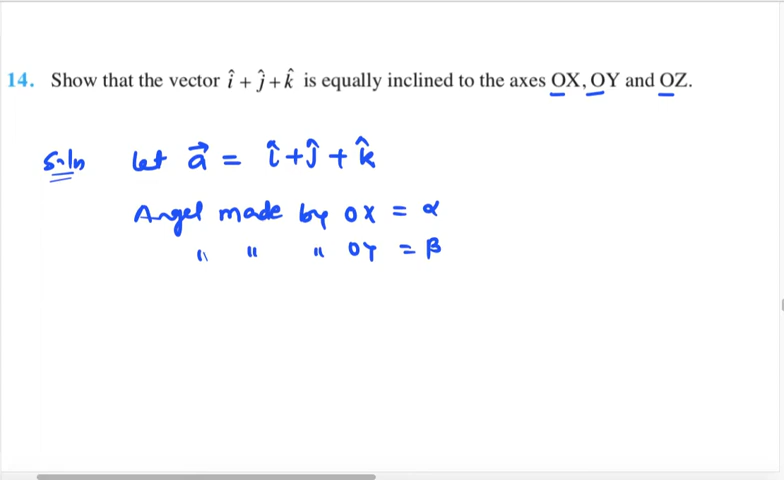 14. Show that the vector î + ĵ + k̂ is equally inclined to the axes OX, OY and OZ.
Soln Let a⃗ = î + ĵ + k̂
Angel made by OX = α
" " " OY = β